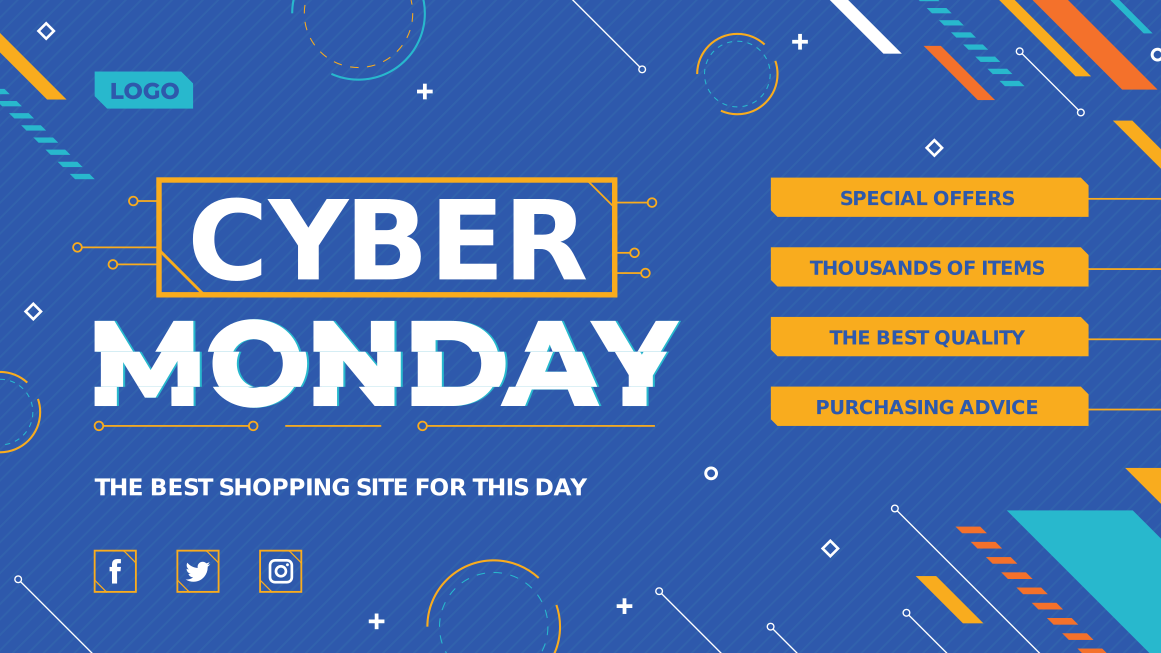 LOGO
CYBER
MONDAY
THE BEST SHOPPING SITE FOR THIS DAY
SPECIAL OFFERS
THOUSANDS OF ITEMS
THE BEST QUALITY
PURCHASING ADVICE